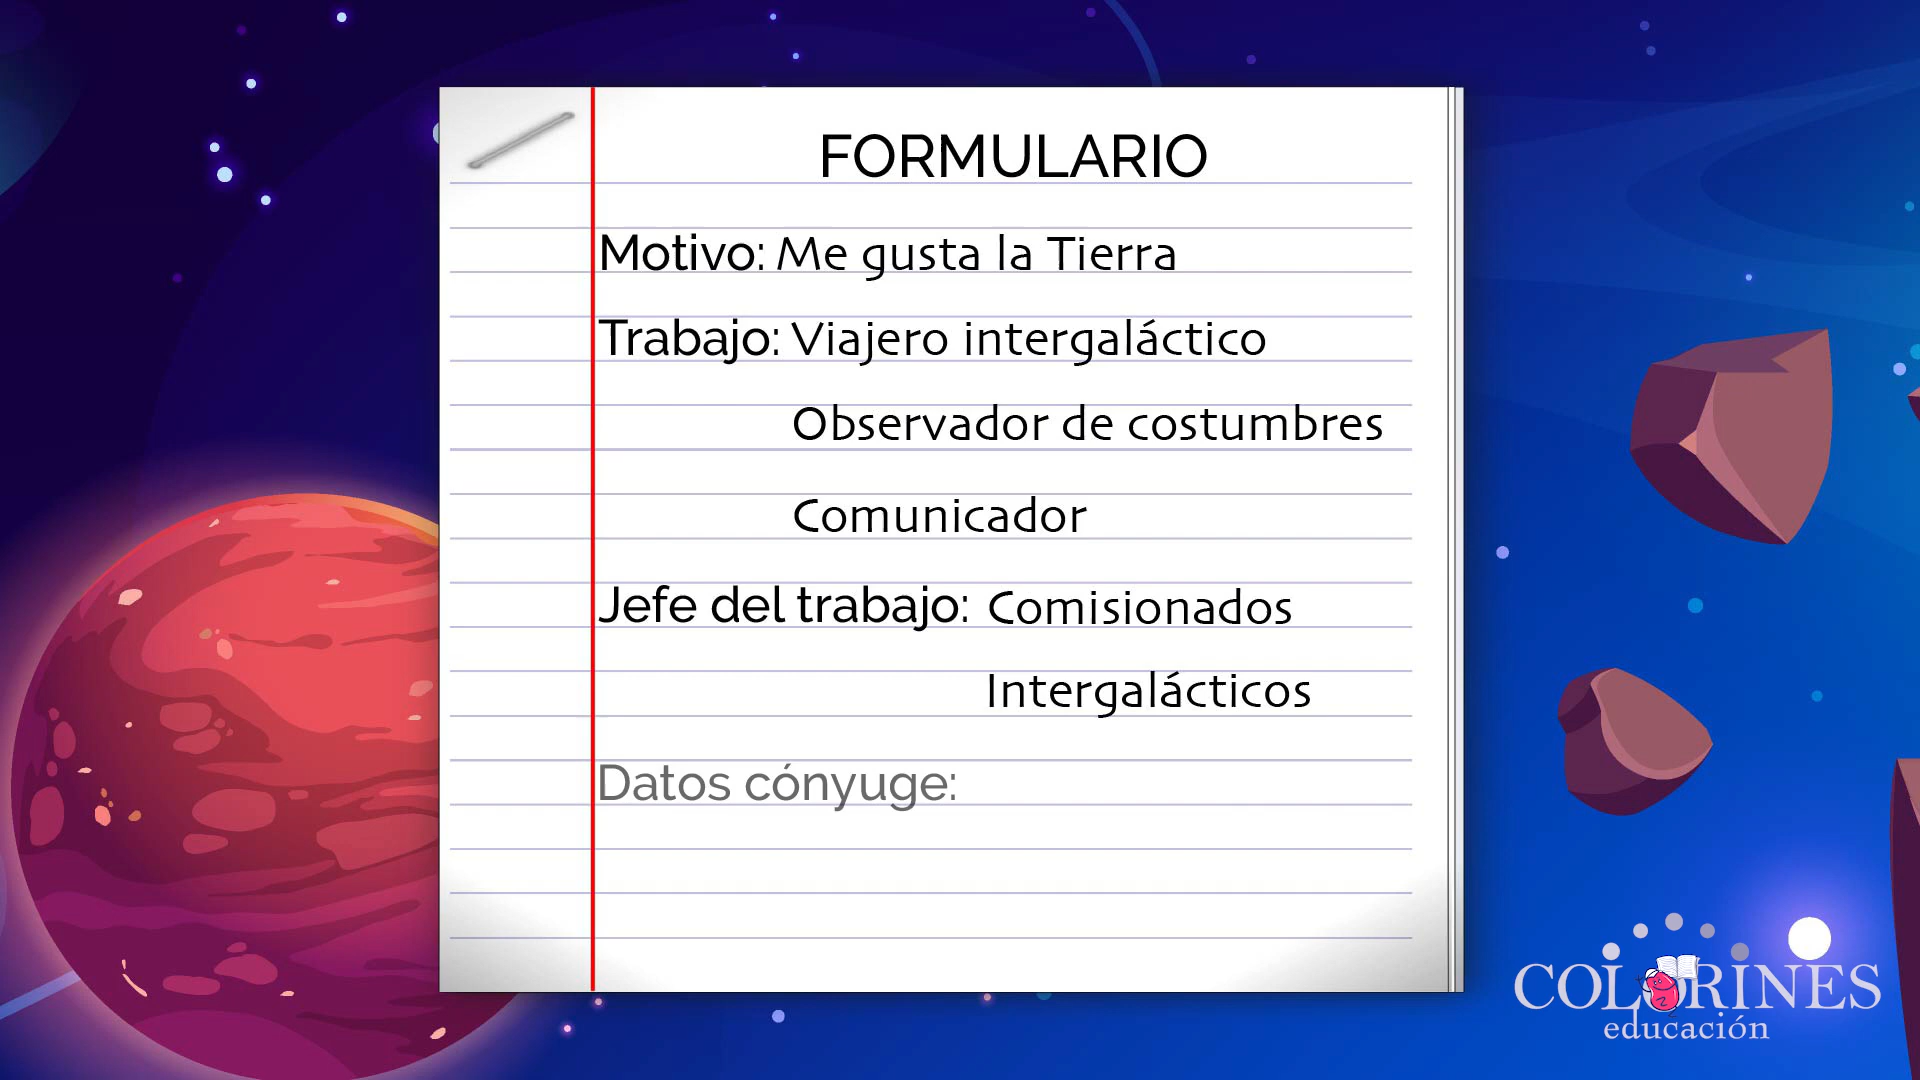 FORMULARIO
Motivo: Me gusta la Tierra
Trabajo: Viajero intergaláctico
Observador de costumbres
Comunicador
Jefe del trabajo: Comisionados
Intergalácticos
Datos cónyuge:
COLORINES
educación